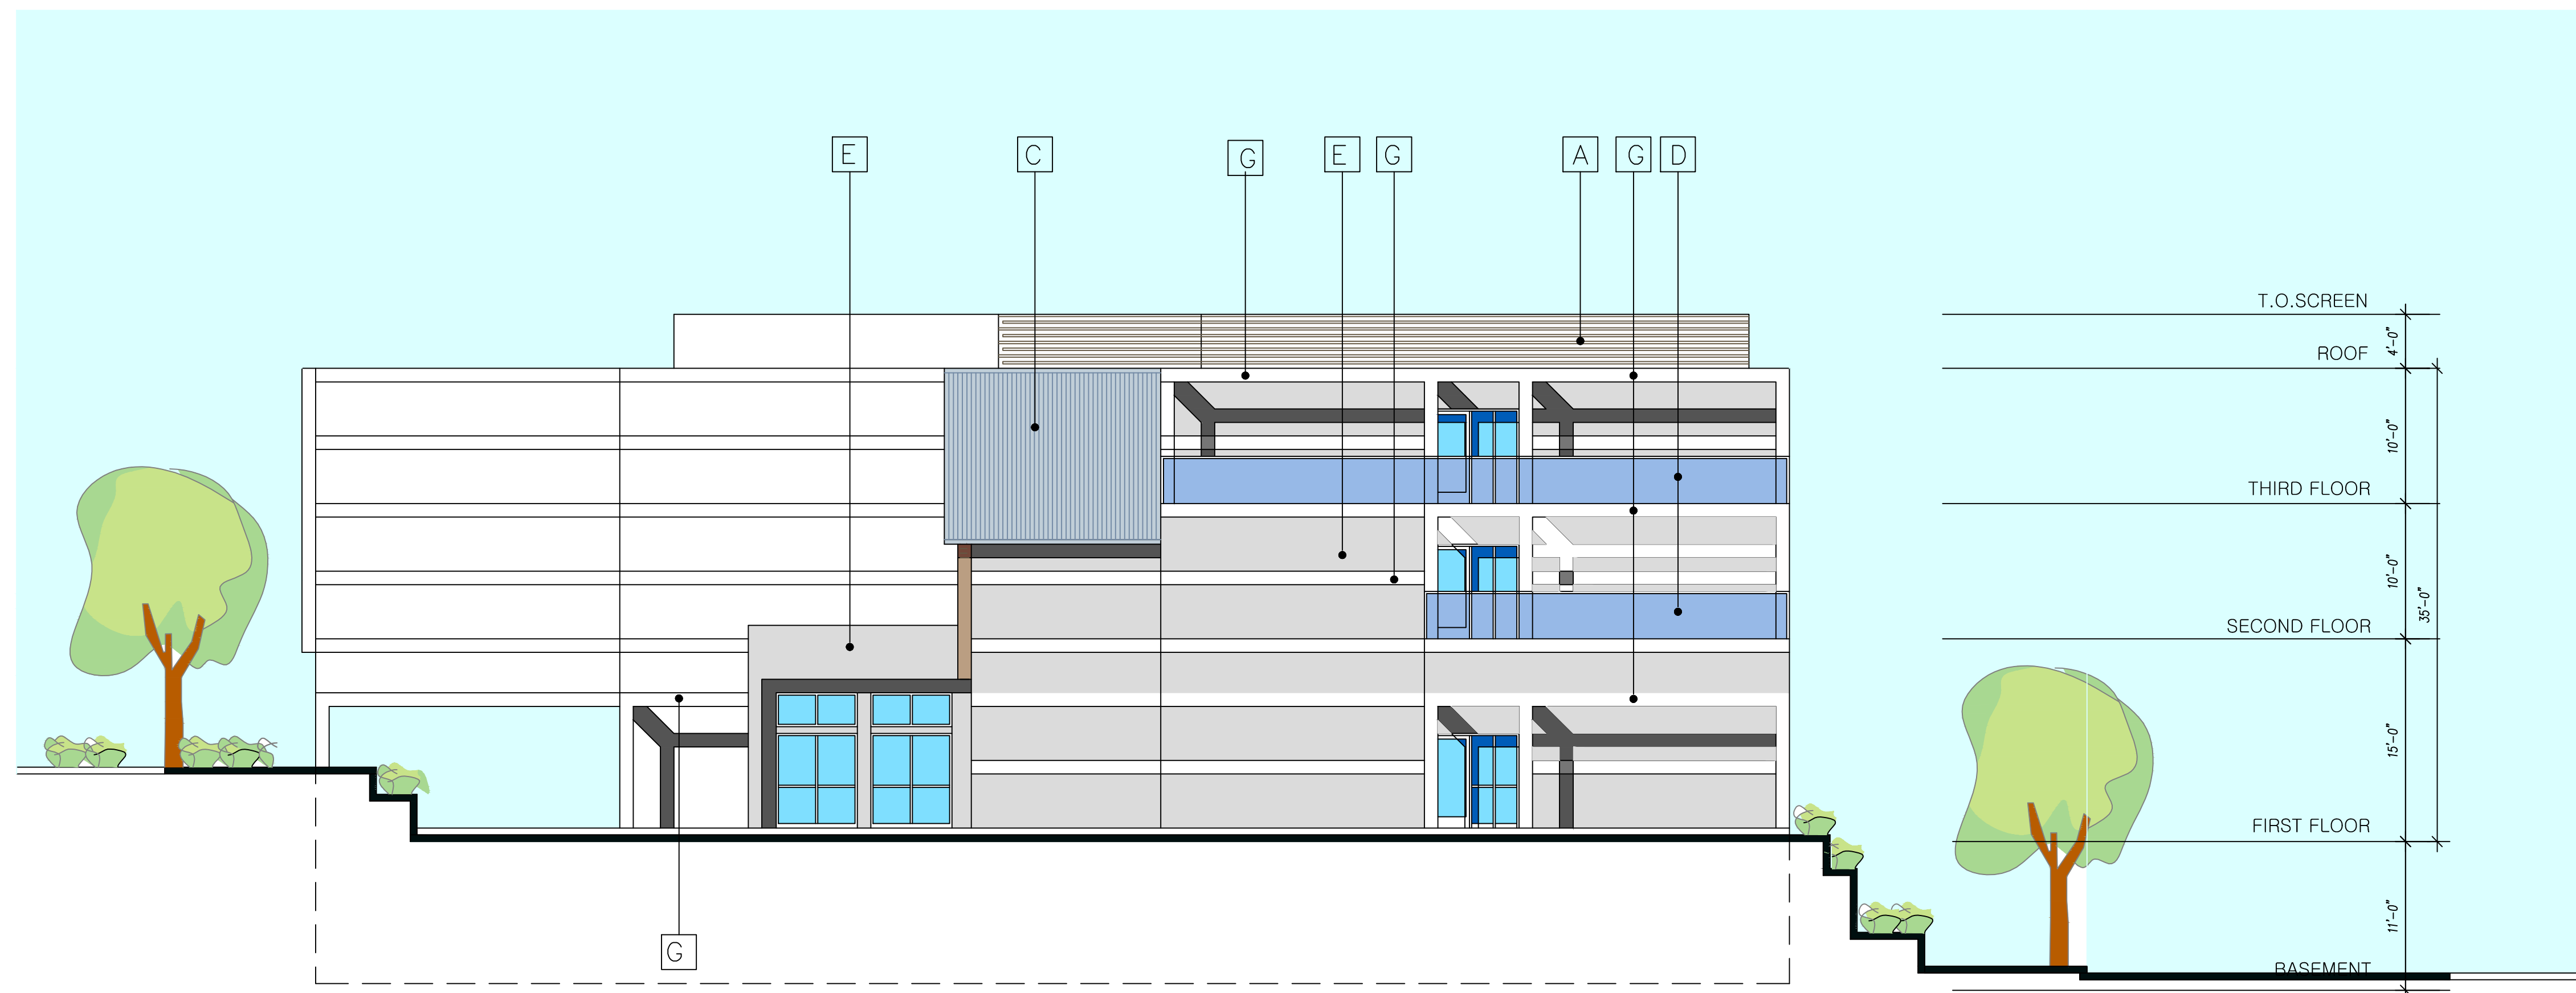 E C G E G A G D
T.O.SCREEN
4'-0"
ROOF
10'-0"
THIRD FLOOR
10'-0"
35'-0"
SECOND FLOOR
15'-0"
FIRST FLOOR
11'-0"
G
BASEMENT